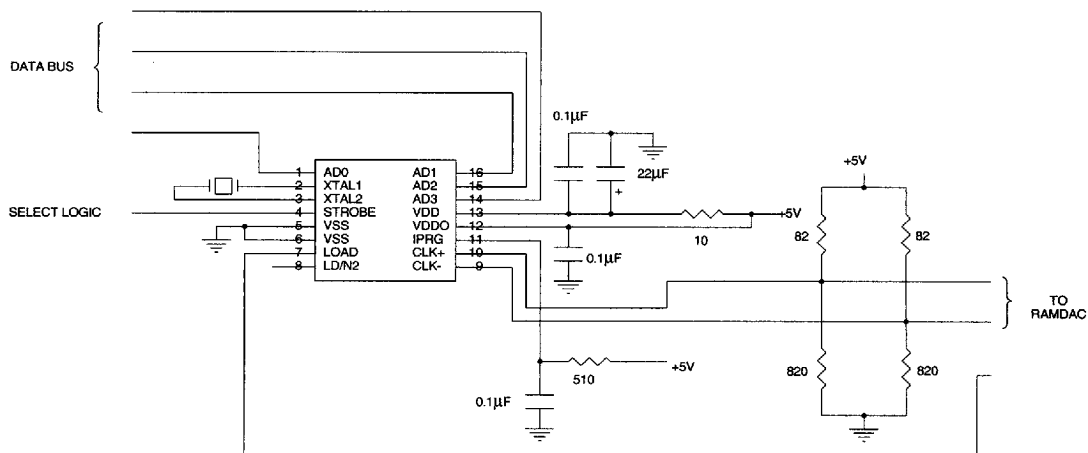 DATA BUS
0.1µF
22µF
+
+5V
1 AD0 AD1 16
2 XTAL1 AD2 15
3 XTAL2 AD3 14
SELECT LOGIC
4 STROBE VDD 13
+5V
5 VSS VDDO 12
10
82
82
6 VSS IPRG 11
7 LOAD CLK+ 10
0.1µF
8 LD/N2 CLK- 9
TO
RAMDAC
510
+5V
820
820
0.1µF